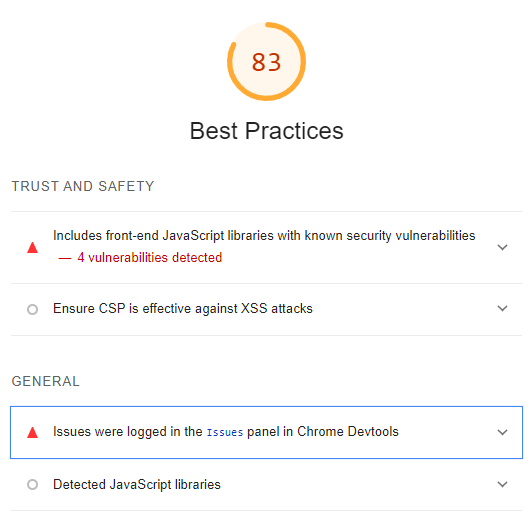 83
Best Practices
TRUST AND SAFETY
Includes front-end JavaScript libraries with known security vulnerabilities
— 4 vulnerabilities detected
Ensure CSP is effective against XSS attacks
GENERAL
Issues were logged in the Issues panel in Chrome Devtools
Detected JavaScript libraries